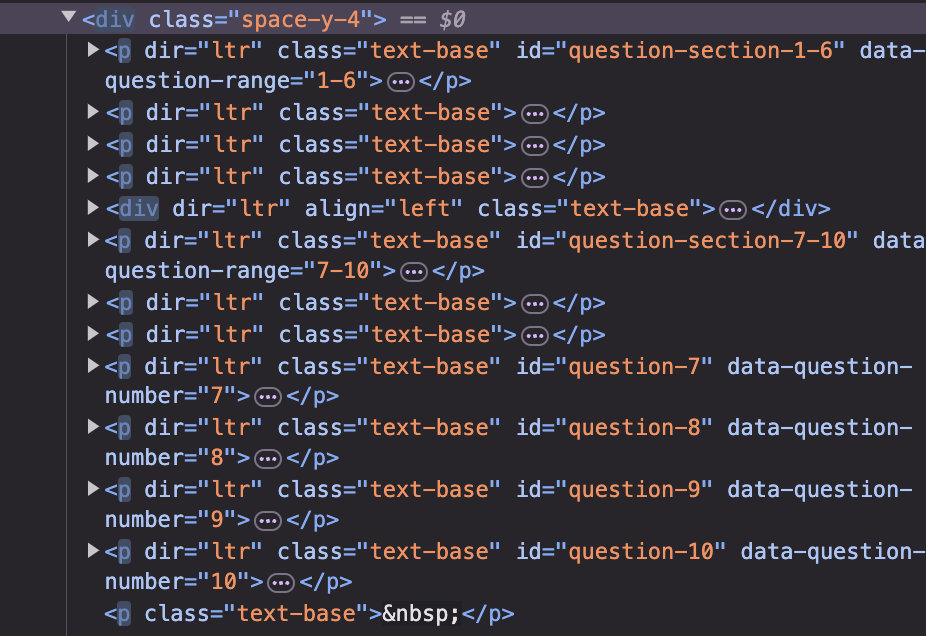 ▼<div class="space-y-4"> == $0
▶<p dir="ltr" class="text-base" id="question-section-1-6" data-
question-range="1-6">…</p>
▶<p dir="ltr" class="text-base">…</p>
▶<p dir="ltr" class="text-base">…</p>
▶<p dir="ltr" class="text-base">…</p>
▶<div dir="ltr" align="left" class="text-base">…</div>
▶<p dir="ltr" class="text-base" id="question-section-7-10" data
question-range="7-10">…</p>
▶<p dir="ltr" class="text-base">…</p>
▶<p dir="ltr" class="text-base">…</p>
▶<p dir="ltr" class="text-base" id="question-7" data-question-
number="7">…</p>
▶<p dir="ltr" class="text-base" id="question-8" data-question-
number="8">…</p>
▶<p dir="ltr" class="text-base" id="question-9" data-question-
number="9">…</p>
▶<p dir="ltr" class="text-base" id="question-10" data-question-
number="10">…</p>
<p class="text-base">&nbsp;</p>